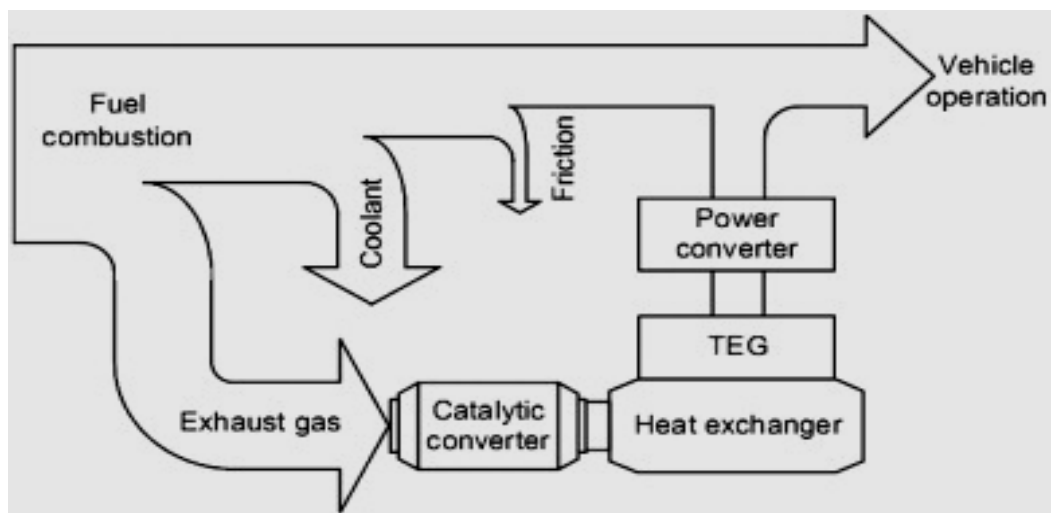 Fuel
combustion
Vehicle
operation
Coolant
Friction
Power
converter
TEG
Exhaust gas
Catalytic
converter
Heat exchanger